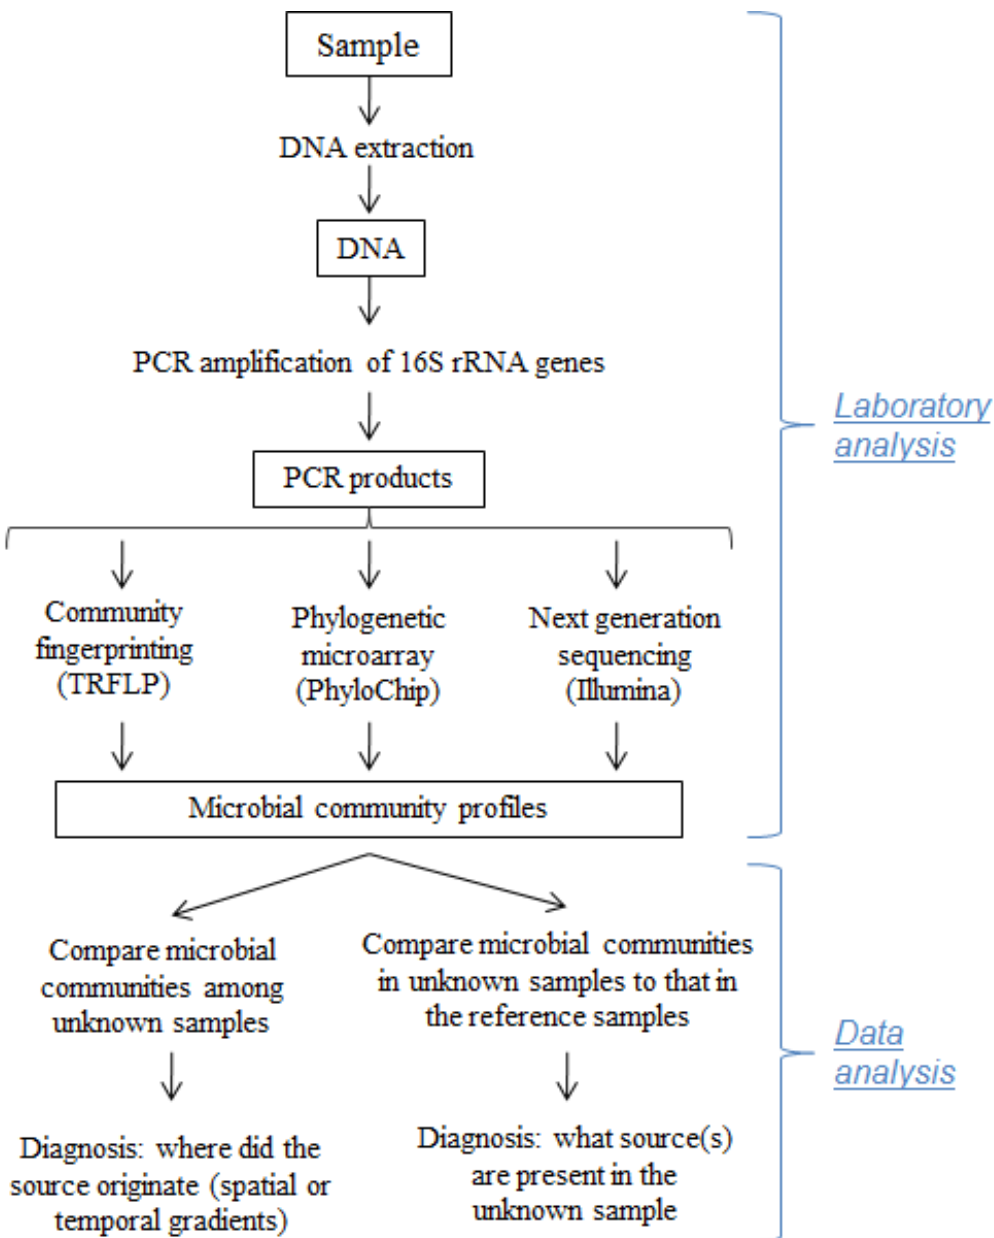 Sample
DNA extraction
DNA
PCR amplification of 16S rRNA genes
PCR products
Community
fingerprinting
(TRFLP)
Phylogenetic
microarray
(PhyloChip)
Next generation
sequencing
(Illumina)
Microbial community profiles
Laboratory
analysis
Compare microbial
communities among
unknown samples
Compare microbial communities
in unknown samples to that in
the reference samples
Diagnosis: where did the
source originate (spatial or
temporal gradients)
Diagnosis: what source(s)
are present in the
unknown sample
Data
analysis